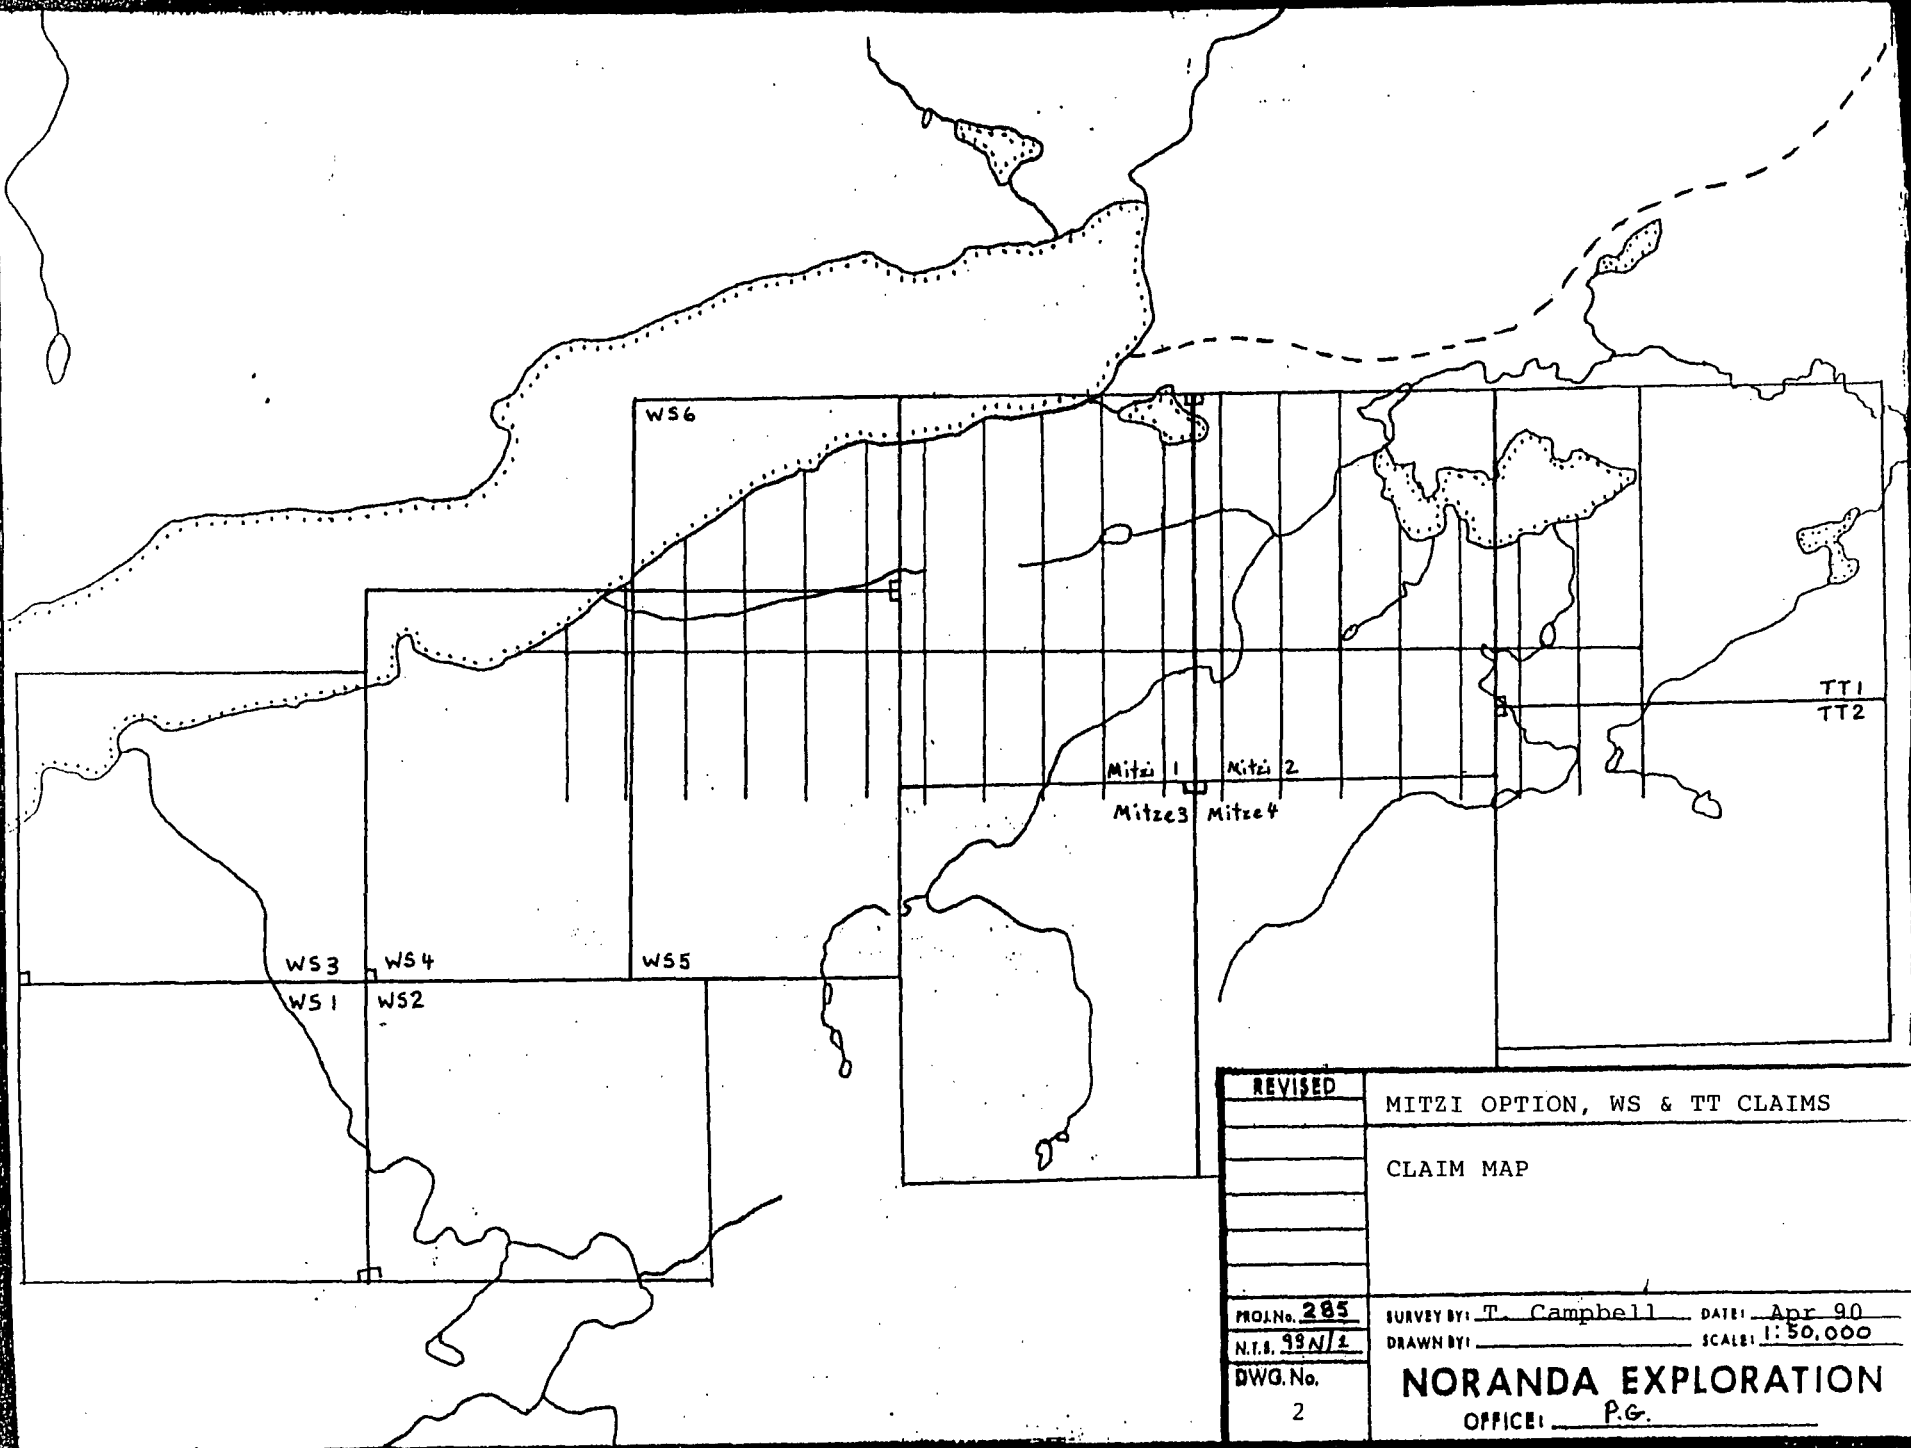 WS6
TT1
TT2
Mitzi 1 Mitzi 2
Mitze3 Mitze4
WS3 WS4 WS5
WS1 WS2
REVISED
MITZI OPTION, WS & TT CLAIMS
CLAIM MAP
PROJ.No. 285
SURVEY BY: T. Campbell DATE: Apr 90
N.T.S. 93N/1
DRAWN BY: SCALE: 1:50,000
DWG. No.
2
NORANDA EXPLORATION
OFFICE: P.G.